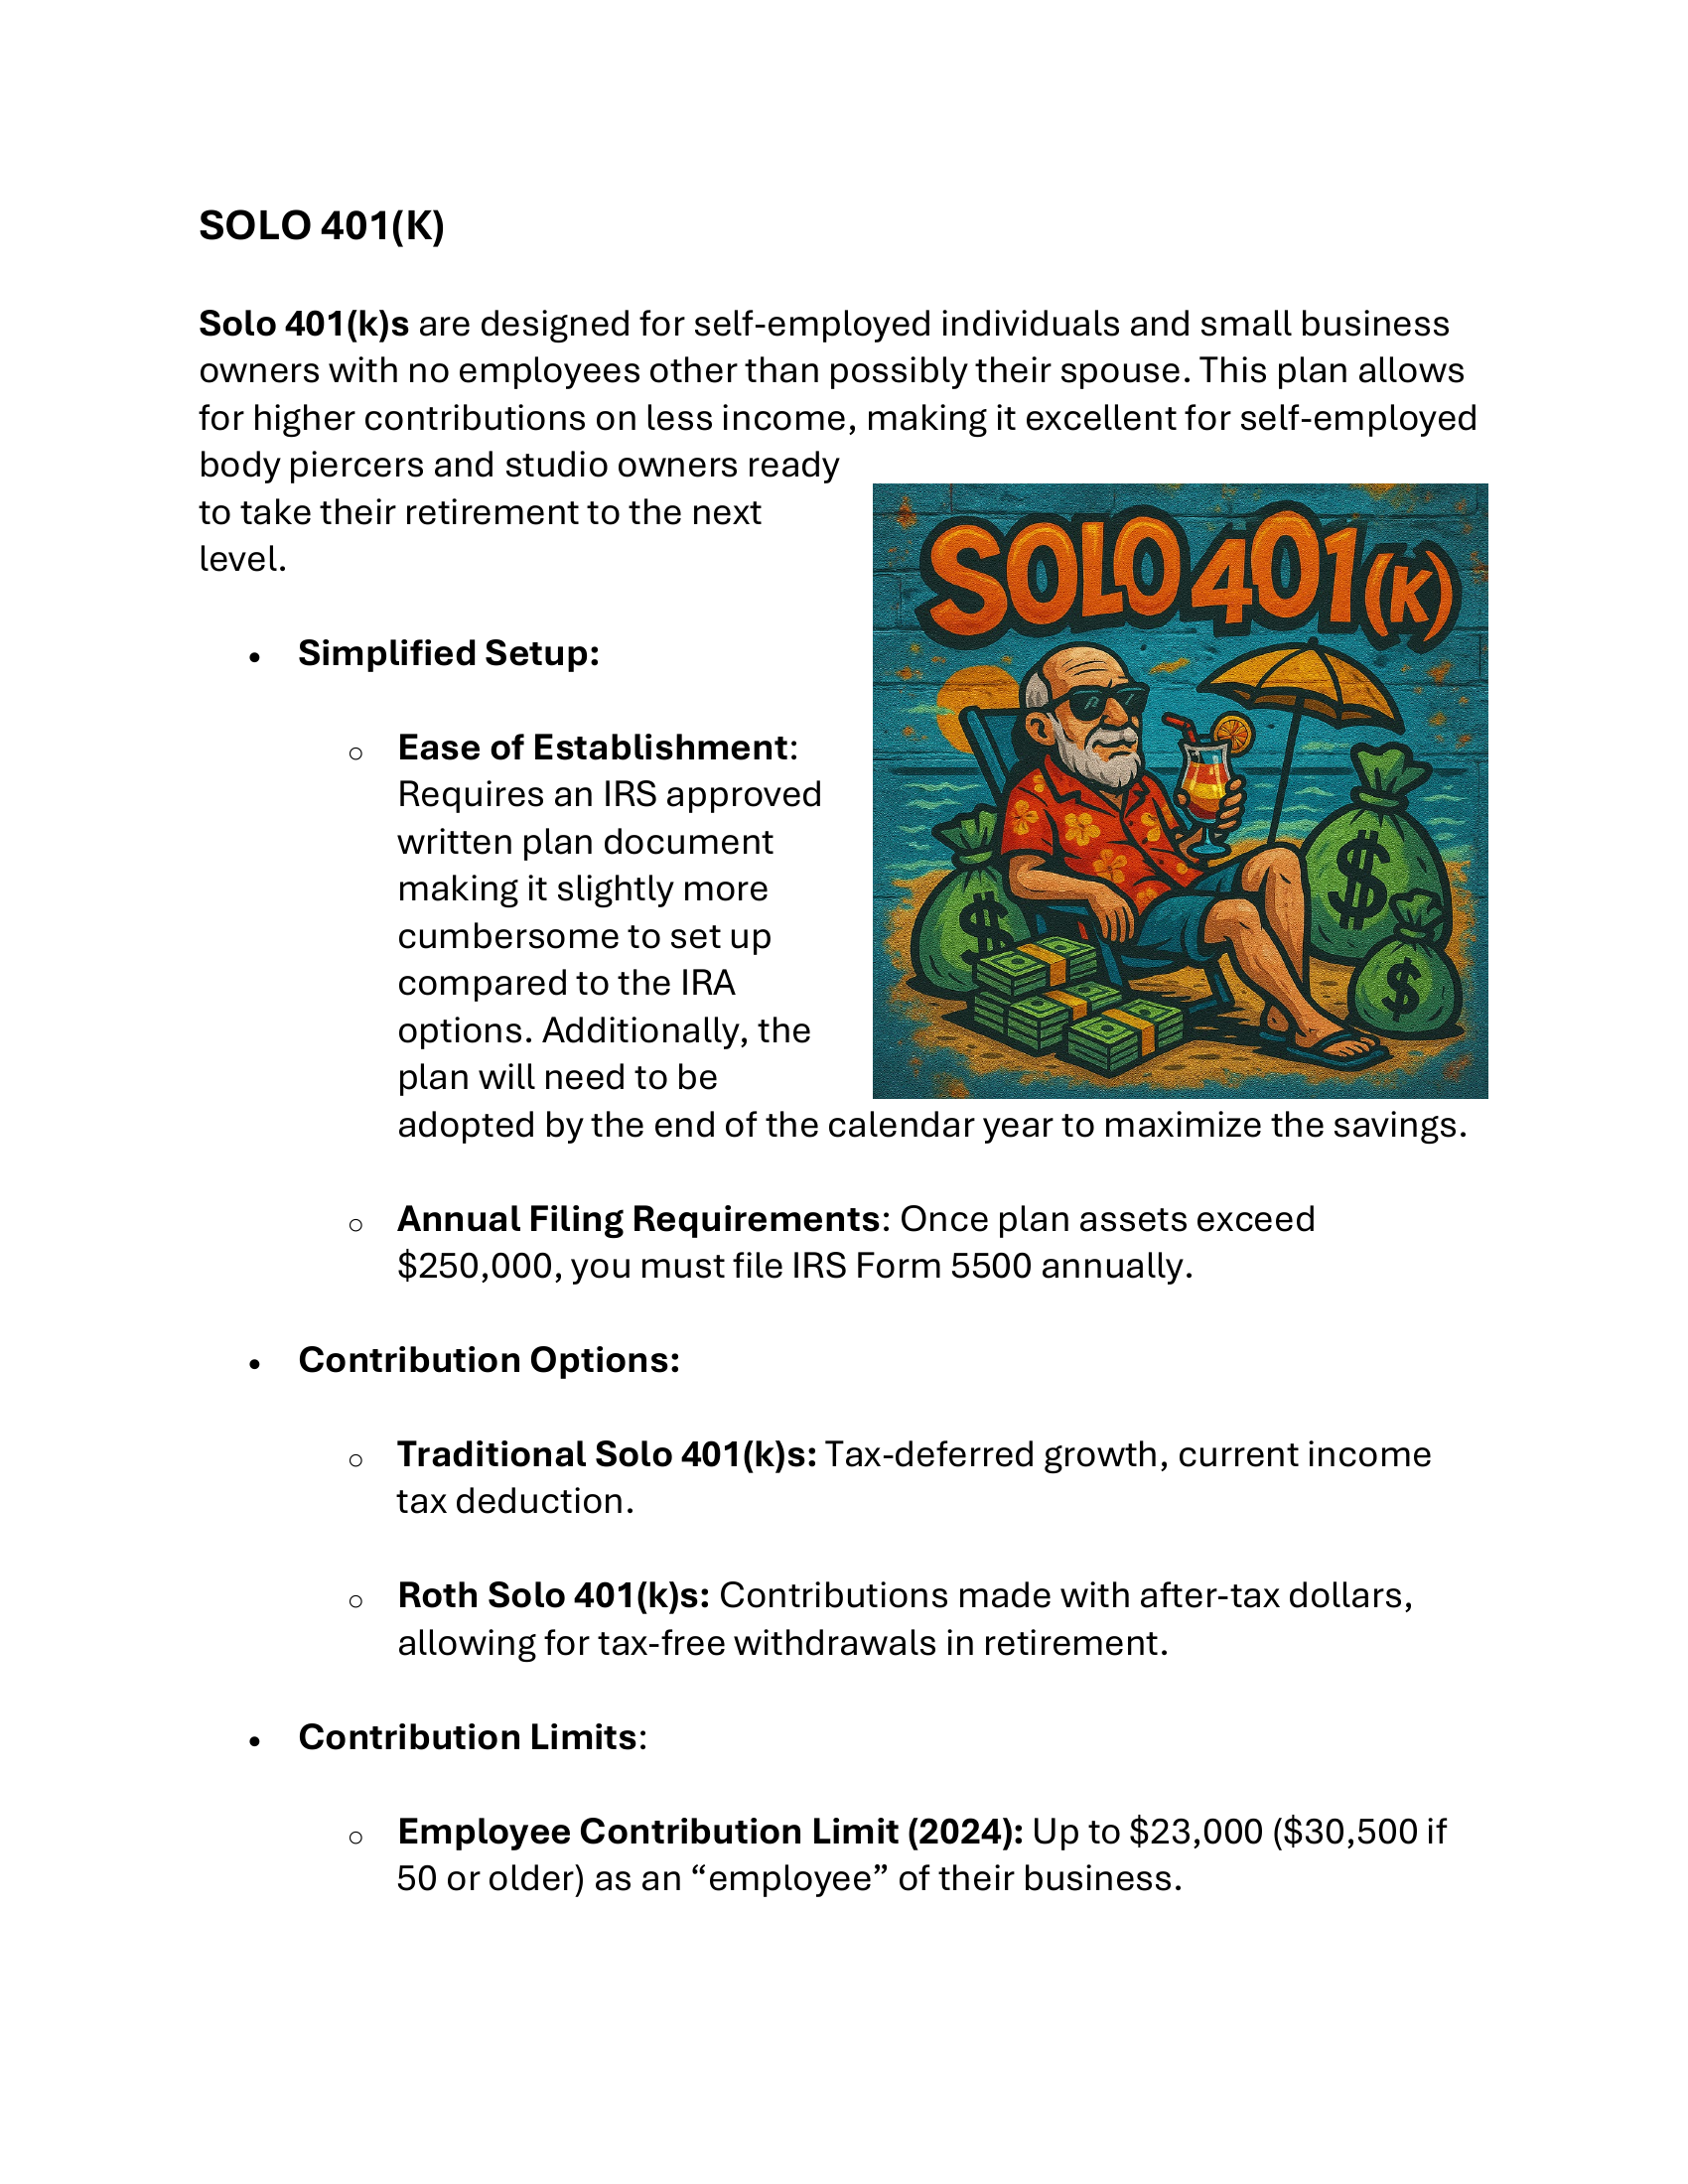 SOLO 401(K)
Solo 401(k)s are designed for self-employed individuals and small business
owners with no employees other than possibly their spouse. This plan allows
for higher contributions on less income, making it excellent for self-employed
body piercers and studio owners ready
to take their retirement to the next
level.
SOLO 401(K)
$
$
$
• Simplified Setup:
○ Ease of Establishment:
Requires an IRS approved
written plan document
making it slightly more
cumbersome to set up
compared to the IRA
options. Additionally, the
plan will need to be
adopted by the end of the calendar year to maximize the savings.
○ Annual Filing Requirements: Once plan assets exceed
$250,000, you must file IRS Form 5500 annually.
• Contribution Options:
○ Traditional Solo 401(k)s: Tax-deferred growth, current income
tax deduction.
○ Roth Solo 401(k)s: Contributions made with after-tax dollars,
allowing for tax-free withdrawals in retirement.
• Contribution Limits:
○ Employee Contribution Limit (2024): Up to $23,000 ($30,500 if
50 or older) as an “employee” of their business.